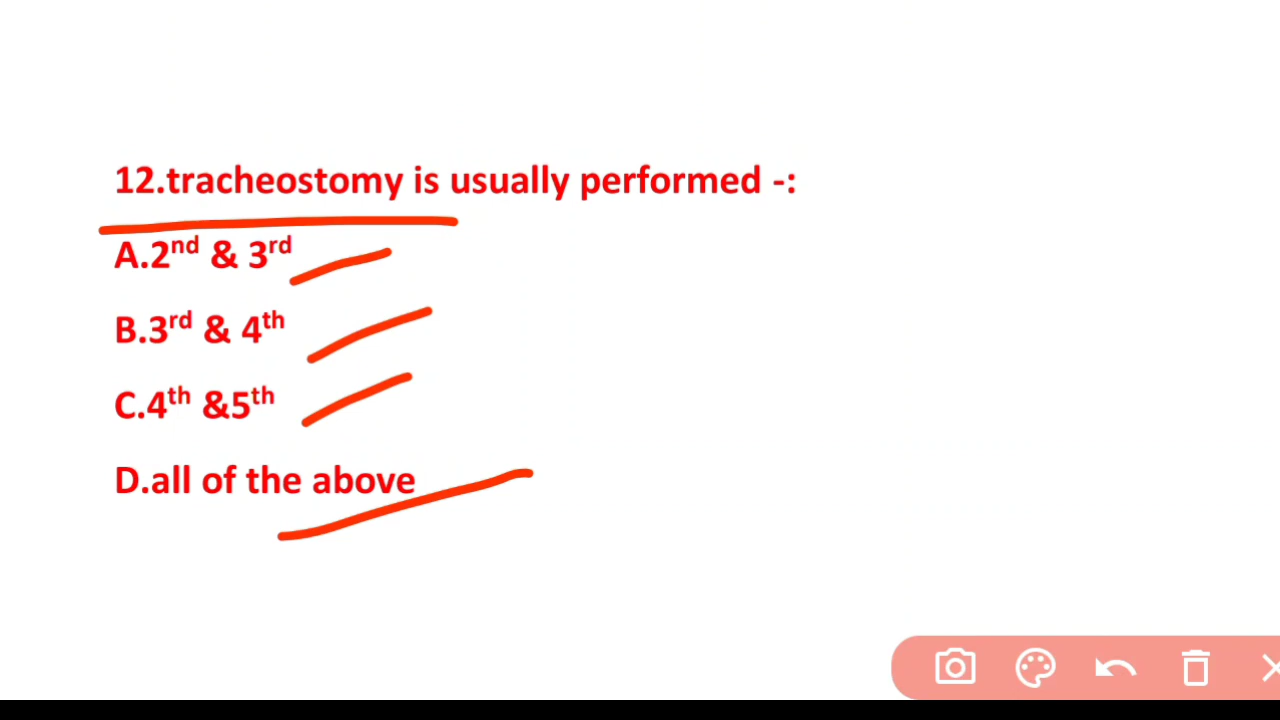 12.tracheostomy is usually performed -:
A.2nd & 3rd
B.3rd & 4th
C.4th &5th
D.all of the above